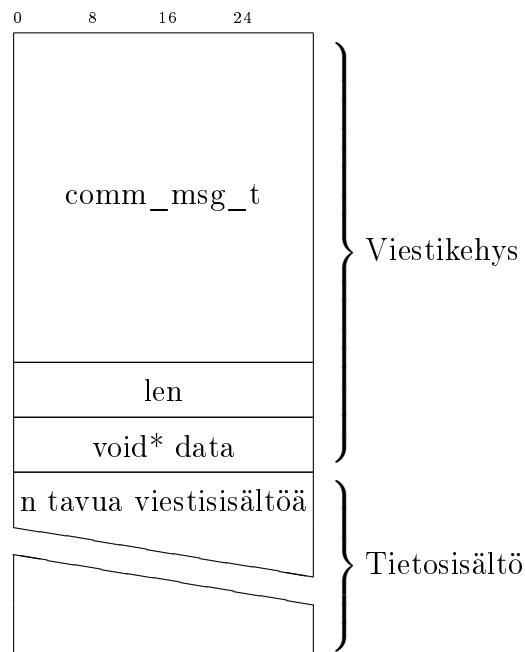 0 8 16 24
comm_msg_t
Viestikehys
len
void* data
n tavua viestisisältöä
Tietosisältö